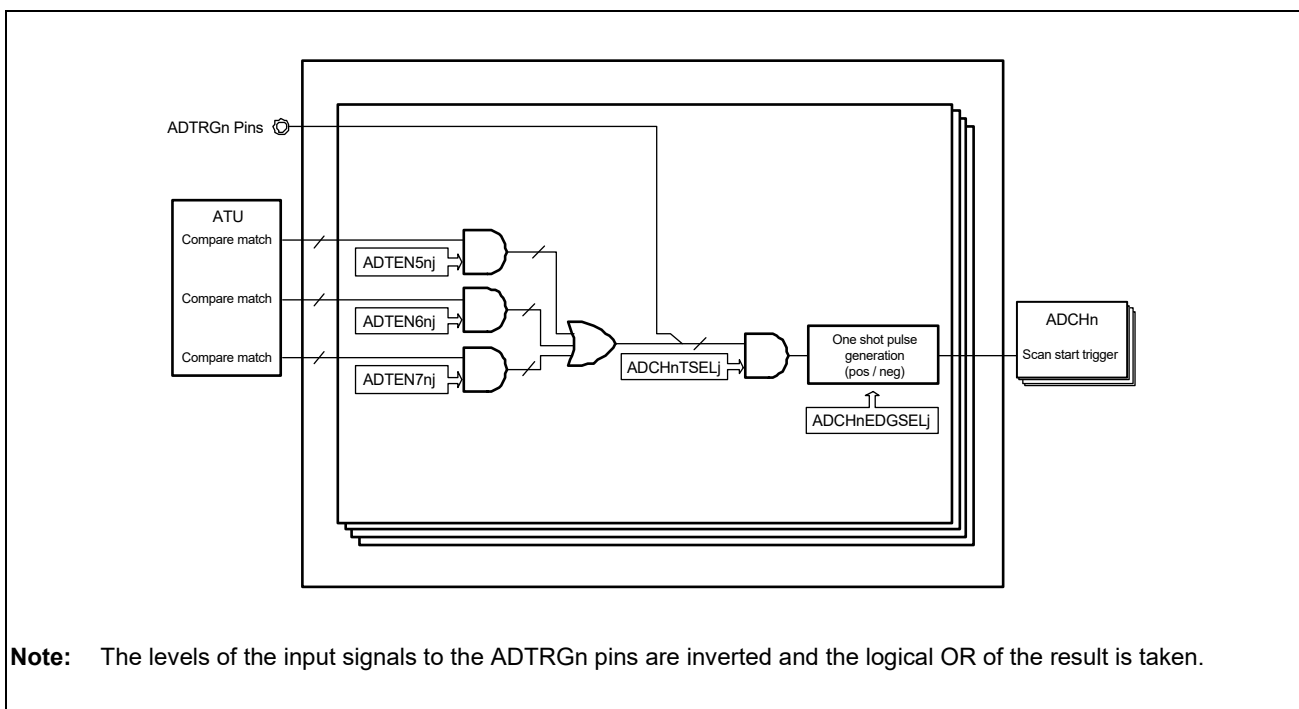 ADTRGn Pins
ATU
Compare match
ADTEN5nj
Compare match
ADTEN6nj
Compare match
ADTEN7nj
ADCHnTSELj
One shot pulse
generation
(pos / neg)
ADCHnEDGSELj
ADCHn
Scan start trigger
Note: The levels of the input signals to the ADTRGn pins are inverted and the logical OR of the result is taken.